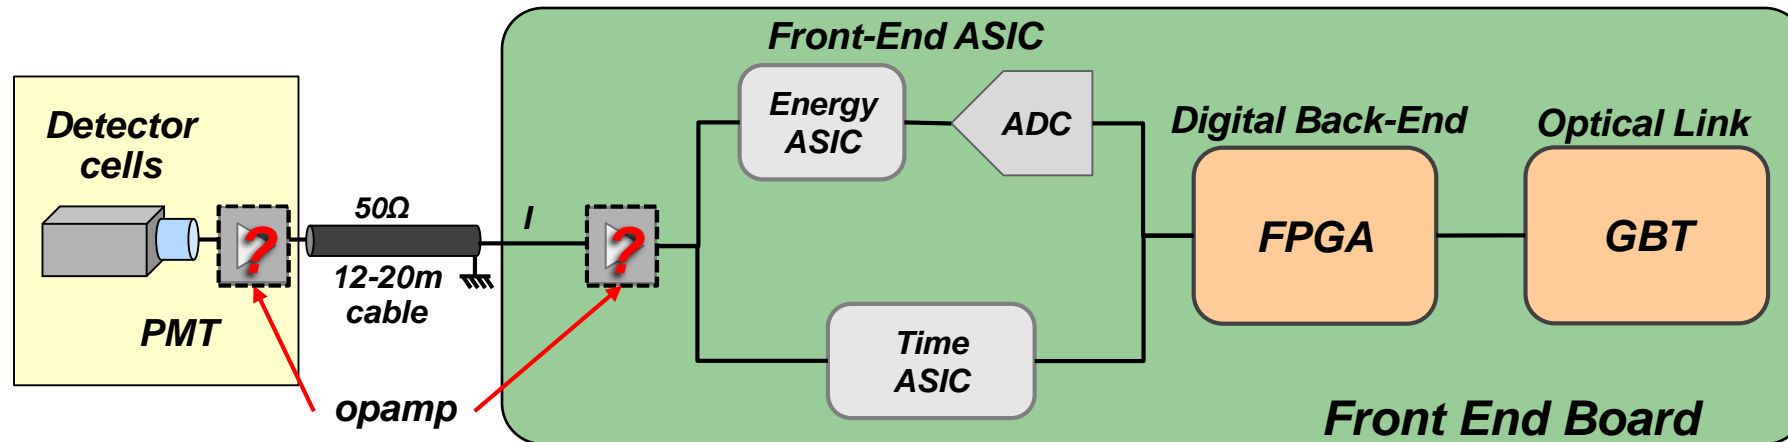 Front-End ASIC
Detector
cells
Energy
ASIC
ADC
Digital Back-End
Optical Link
50Ω
I
?
?
FPGA
GBT
12-20m
cable
PMT
Time
ASIC
opamp
Front End Board